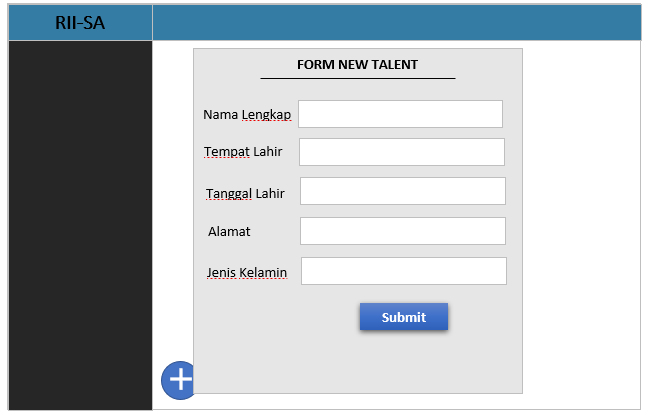 RII-SA
FORM NEW TALENT
Nama Lengkap
Tempat Lahir
Tanggal Lahir
Alamat
Jenis Kelamin
Submit